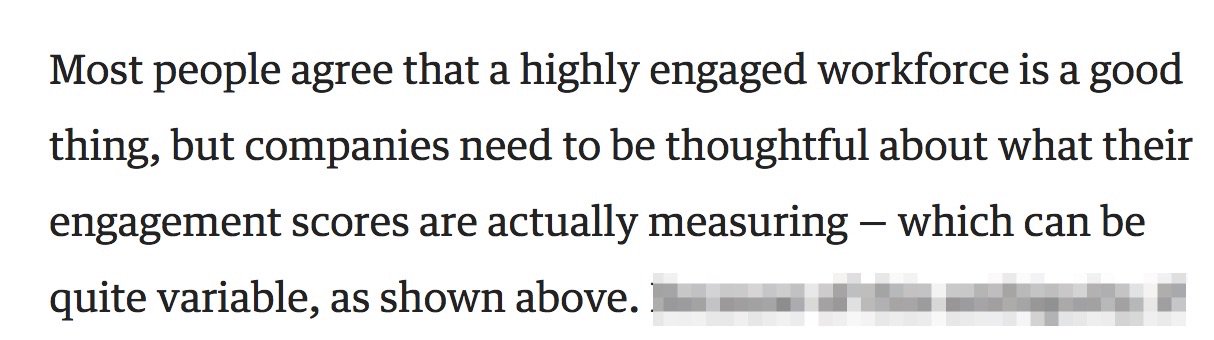 Most people agree that a highly engaged workforce is a good
thing, but companies need to be thoughtful about what their
engagement scores are actually measuring — which can be
quite variable, as shown above.